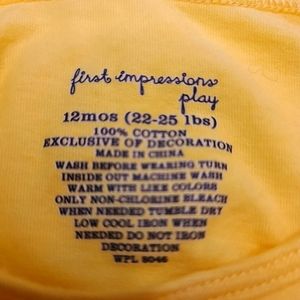 first impressions
play
12mos (22-25 lbs)
100% COTTON
EXCLUSIVE OF DECORATION
MADE IN CHINA
WASH BEFORE WEARING TURN
INSIDE OUT MACHINE WASH
WARM WITH LIKE COLORS
ONLY NON-CHLORINE BLEACH
WHEN NEEDED TUMBLE DRY
LOW COOL IRON WHEN
NEEDED DO NOT IRON
DECORATION
WPL 8046